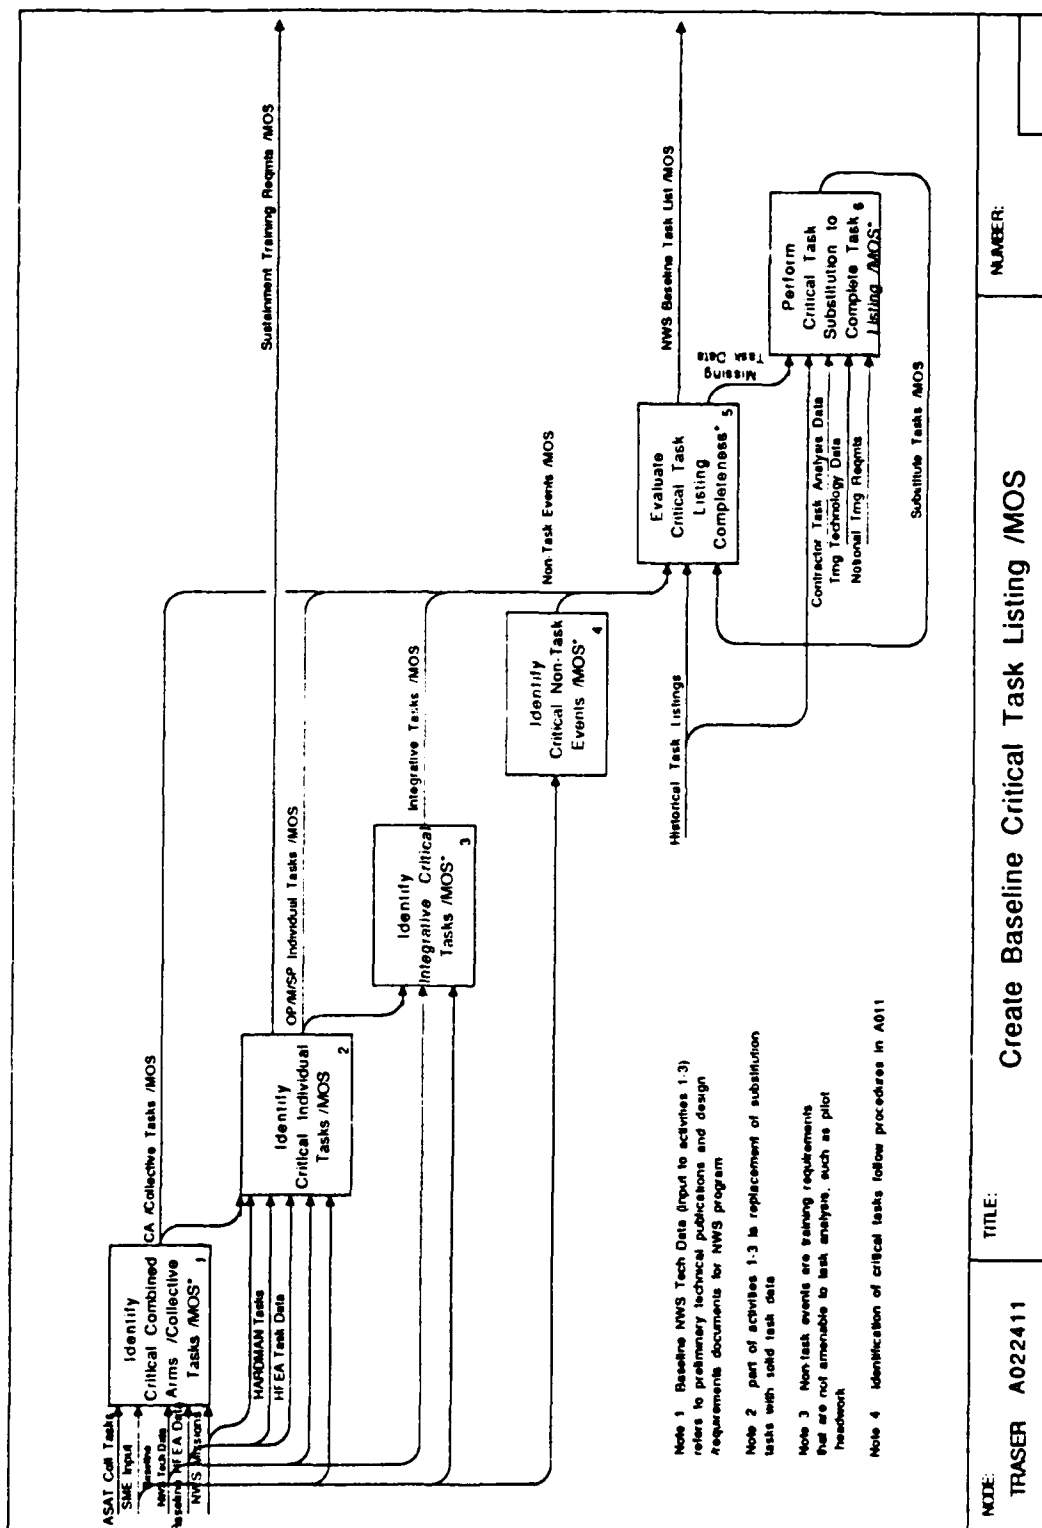 ASAT Coll Tasks
SME Input
Baseline
NWS Tech Data
Baseline HFEA Data
NWS Missions
Identify
Critical Combined
Arms /Collective
Tasks /MOS*
1
CA /Collective Tasks /MOS
HARDMAN Tasks
HFEA Task Data
Identify
Critical Individual
Tasks /MOS
2
Sustainment Training Reqmts /MOS
OP/M/SP Individual Tasks /MOS
Identify
Integrative Critical
Tasks /MOS*
3
Integrative Tasks /MOS
Identify
Critical Non-Task
Events /MOS*
4
Non-Task Events /MOS
Evaluate
Critical Task
Listing
Completeness*
5
NWS Baseline Task List /MOS
Missing
Task Data
Historical Task Listings
Perform
Critical Task
Substitution to
Complete Task
Listing /MOS*
6
Contractor Task Analysis Data
Trng Technology Data
Notional Trng Reqmts
Substitute Tasks /MOS
Note 1 Baseline NWS Tech Data (input to activities 1-3)
refers to preliminary technical publications and design
requirements documents for NWS program
Note 2 part of activities 1-3 is replacement of substitution
tasks with solid task data
Note 3 Non-task events are training requirements
that are not amenable to task analysis, such as pilot
headwork
Note 4 Identification of critical tasks follow procedures in A011
NODE:
TRASER A022411
TITLE:
Create Baseline Critical Task Listing /MOS
NUMBER: